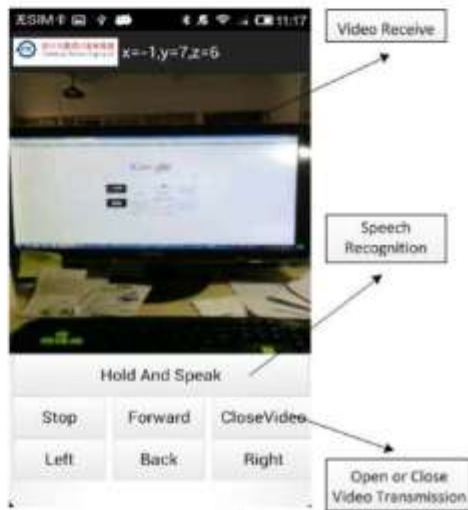 无SIM卡
11:17
x=-1,y=7,z=6
Video Receive
Speech
Recognition
Hold And Speak
Stop
Forward
CloseVideo
Left
Back
Right
Open or Close
Video Transmission